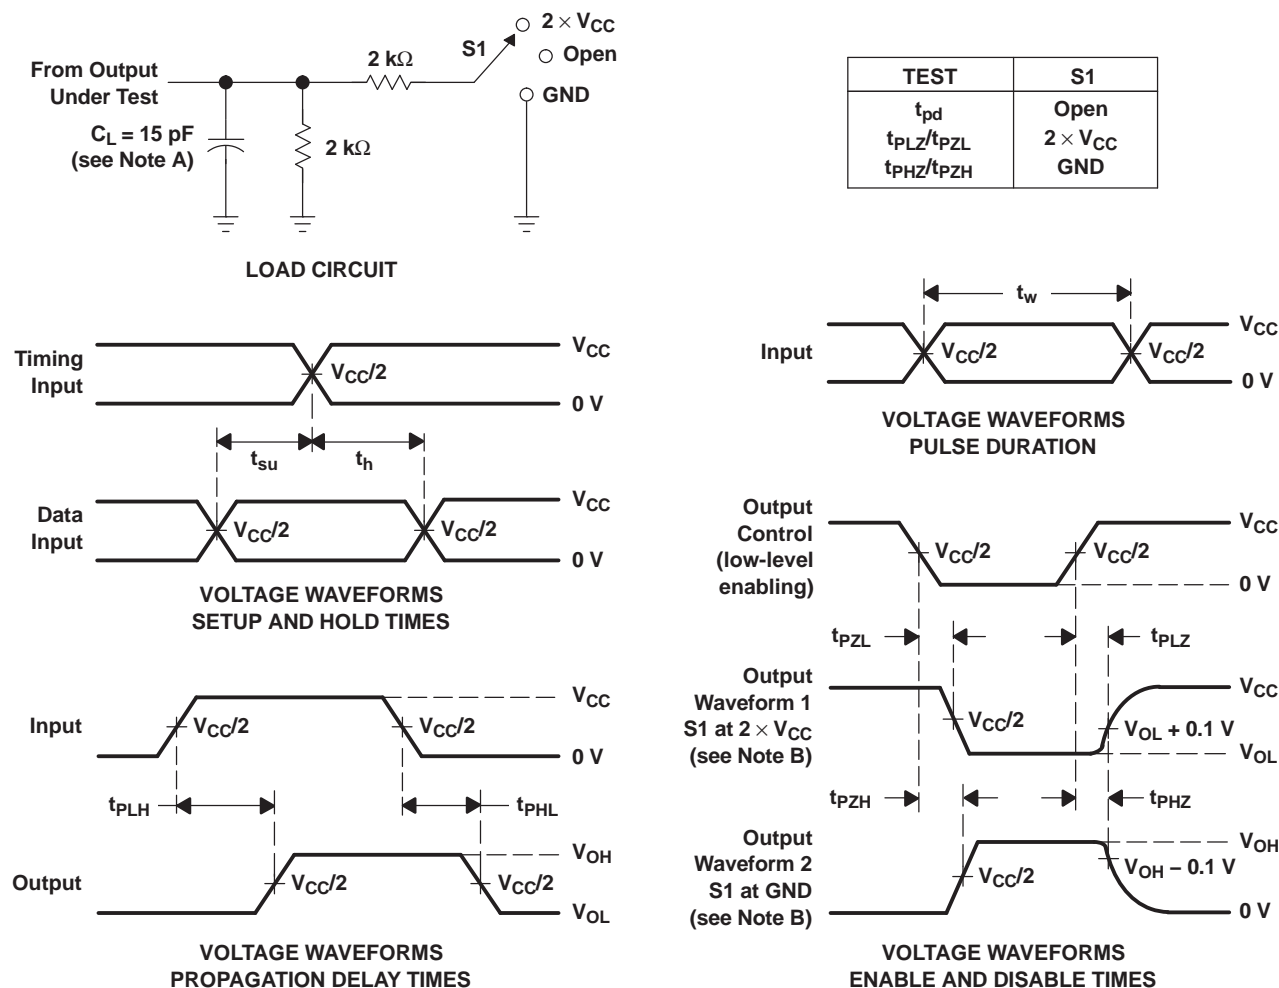 2 × VCC
S1
Open
2 kΩ
From Output
Under Test
GND
CL = 15 pF
(see Note A)
2 kΩ
LOAD CIRCUIT
TEST S1
tpd Open
tPLZ/tPZL 2 × VCC
tPHZ/tPZH GND
tw
Input
VCC/2
VCC/2
VCC
0 V
VOLTAGE WAVEFORMS
PULSE DURATION
Timing
Input
VCC/2
VCC
0 V
tsu
th
Data
Input
VCC/2
VCC/2
VCC
0 V
VOLTAGE WAVEFORMS
SETUP AND HOLD TIMES
Input
VCC/2
VCC/2
VCC
0 V
tPLH
tPHL
Output
VCC/2
VCC/2
VOH
VOL
VOLTAGE WAVEFORMS
PROPAGATION DELAY TIMES
Output
Control
(low-level
enabling)
VCC/2
VCC/2
VCC
0 V
tPZL
tPLZ
Output
Waveform 1
S1 at 2 × VCC
(see Note B)
VCC/2
VCC
VOL + 0.1 V
VOL
tPZH
tPHZ
Output
Waveform 2
S1 at GND
(see Note B)
VCC/2
VOH
VOH − 0.1 V
0 V
VOLTAGE WAVEFORMS
ENABLE AND DISABLE TIMES